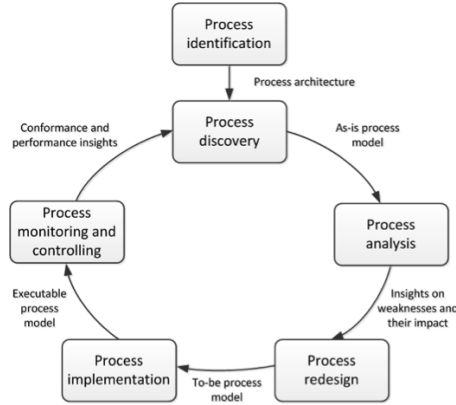 Process
identification
Process architecture
Process
discovery
Conformance and
performance insights
As-is process
model
Process
monitoring and
controlling
Process
analysis
Executable
process
model
Insights on
weaknesses and
their impact
Process
implementation
To-be process
model
Process
redesign